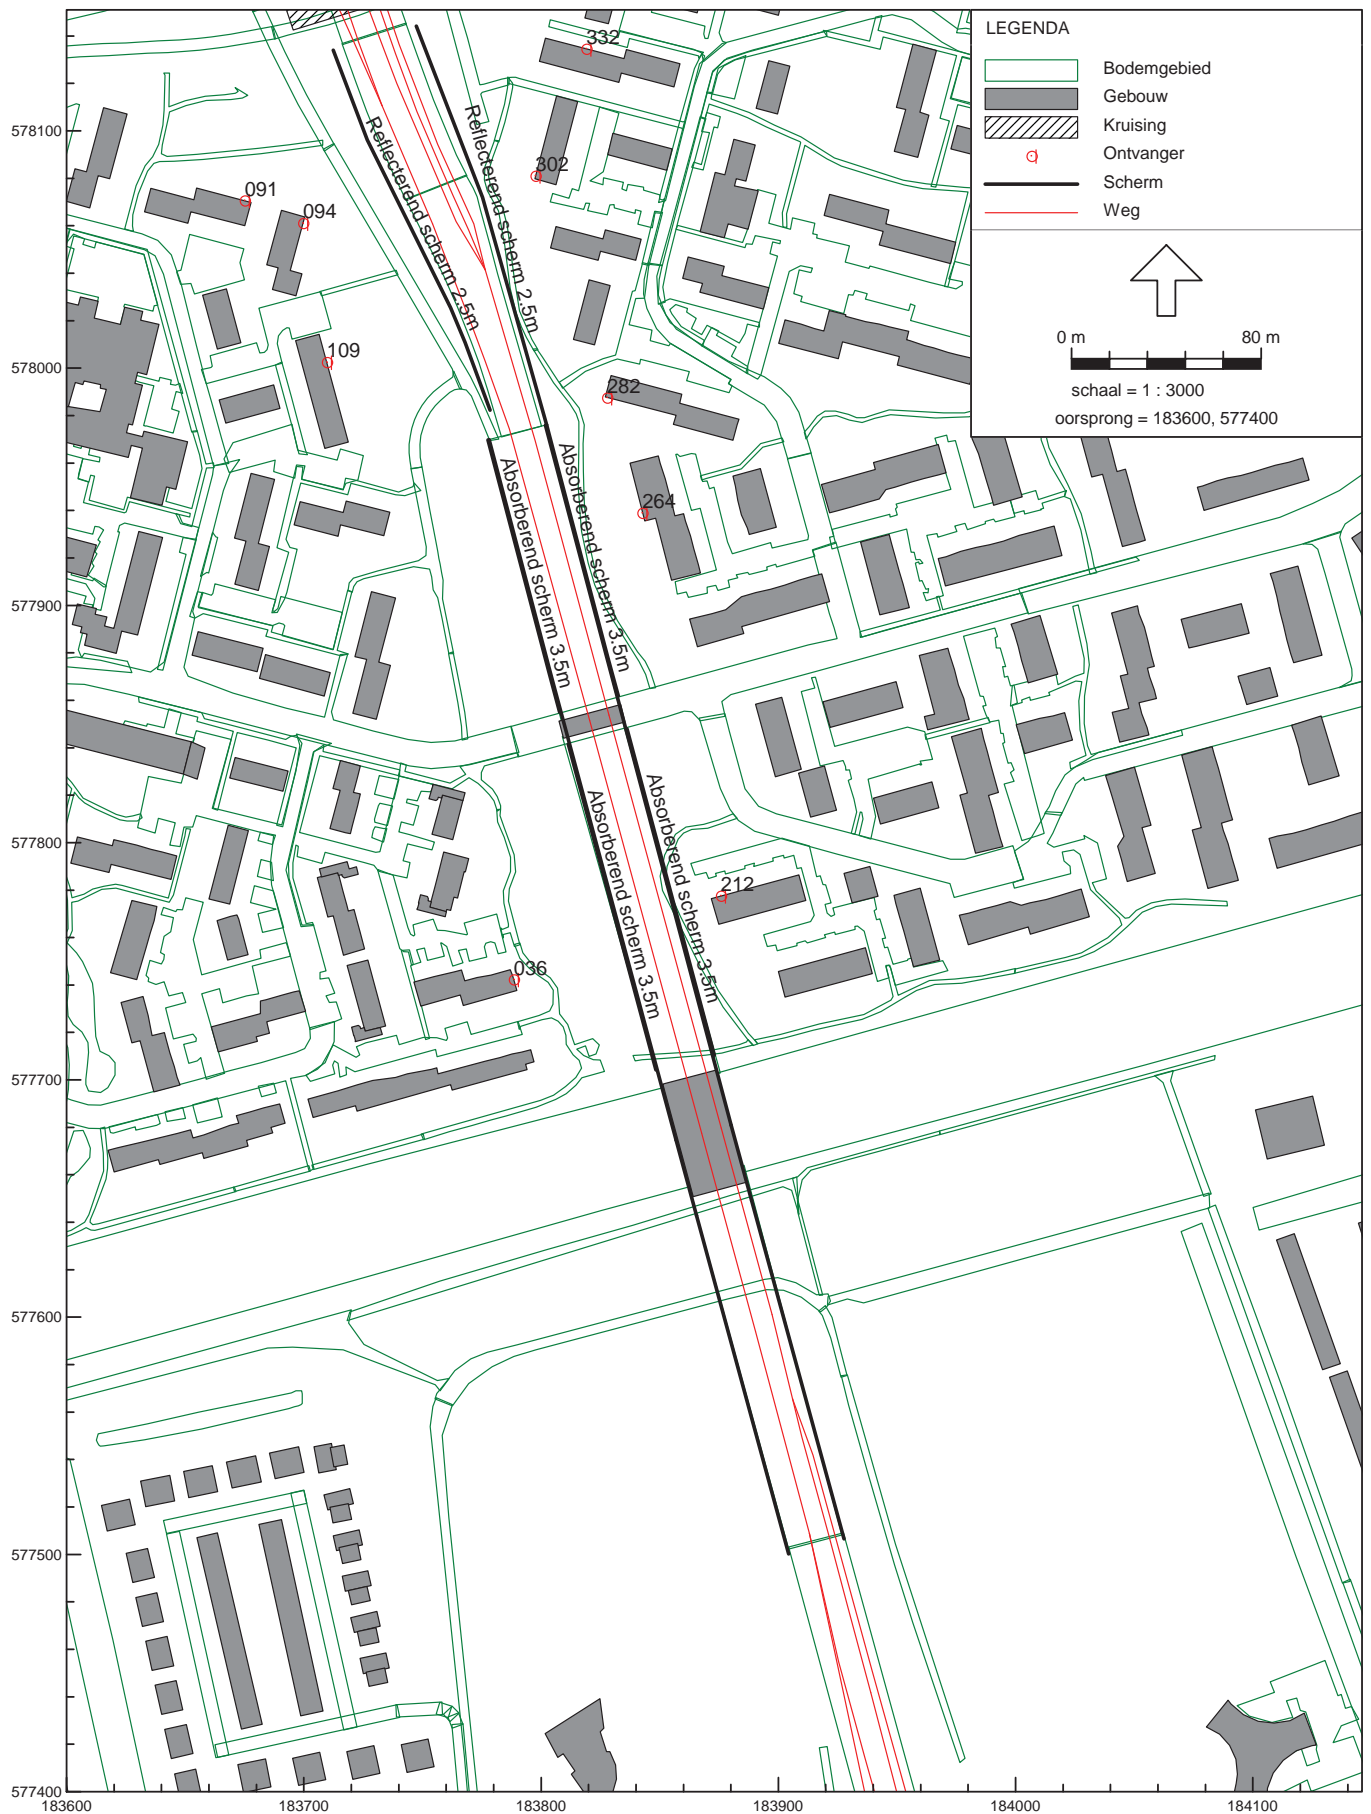 LEGENDA
Bodemgebied
Gebouw
Kruising
Ontvanger
Scherm
Weg
0 m 80 m
schaal = 1 : 3000
oorsprong = 183600, 577400
332
302
091
094
109
282
264
212
036
Reflecterend scherm 2.5m
Reflecterend scherm 2.5m
Absorberend scherm 3.5m
Absorberend scherm 3.5m
Absorberend scherm 3.5m
Absorberend scherm 3.5m
578100
578000
577900
577800
577700
577600
577500
577400
183600 183700 183800 183900 184000 184100